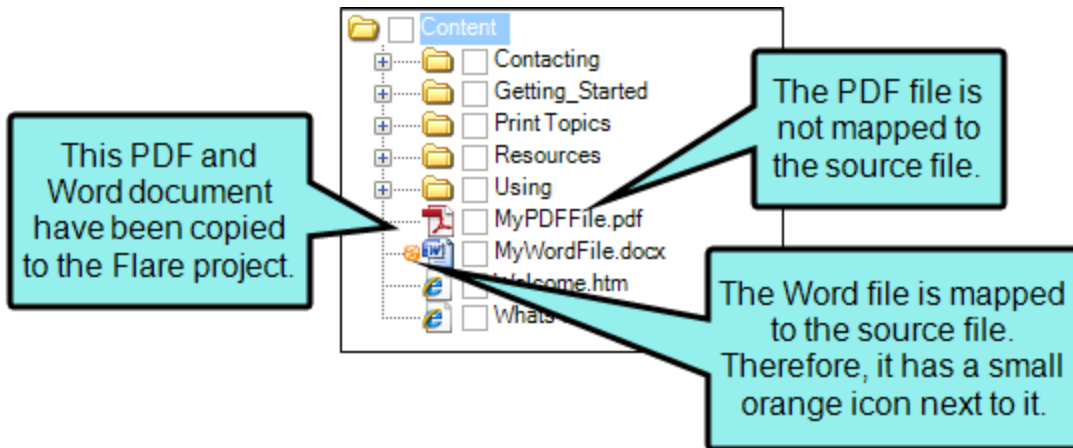 Content
Contacting
Getting_Started
Print Topics
Resources
Using
MyPDFFile.pdf
MyWordFile.docx
Welcome.htm
Whats
This PDF and
Word document
have been copied
to the Flare project.
The PDF file is
not mapped to
the source file.
The Word file is mapped
to the source file.
Therefore, it has a small
orange icon next to it.